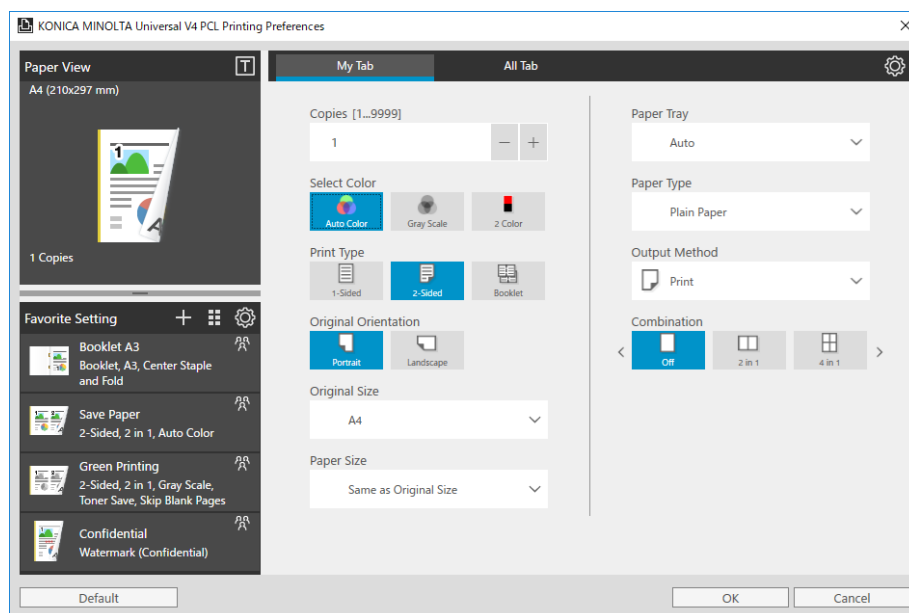 KONICA MINOLTA Universal V4 PCL Printing Preferences
Paper View
T
A4 (210x297 mm)
1
A
1 Copies
Favorite Setting
Booklet A3
Booklet, A3, Center Staple
and Fold
Save Paper
2-Sided, 2 in 1, Auto Color
Green Printing
2-Sided, 2 in 1, Gray Scale,
Toner Save, Skip Blank Pages
Confidential
Watermark (Confidential)
Default
My Tab
All Tab
Copies [1...9999]
1
Select Color
Auto Color
Gray Scale
2 Color
Print Type
1-Sided
2-Sided
Booklet
Original Orientation
Portrait
Landscape
Original Size
A4
Paper Size
Same as Original Size
Paper Tray
Auto
Paper Type
Plain Paper
Output Method
Print
Combination
Off
2 in 1
4 in 1
OK
Cancel